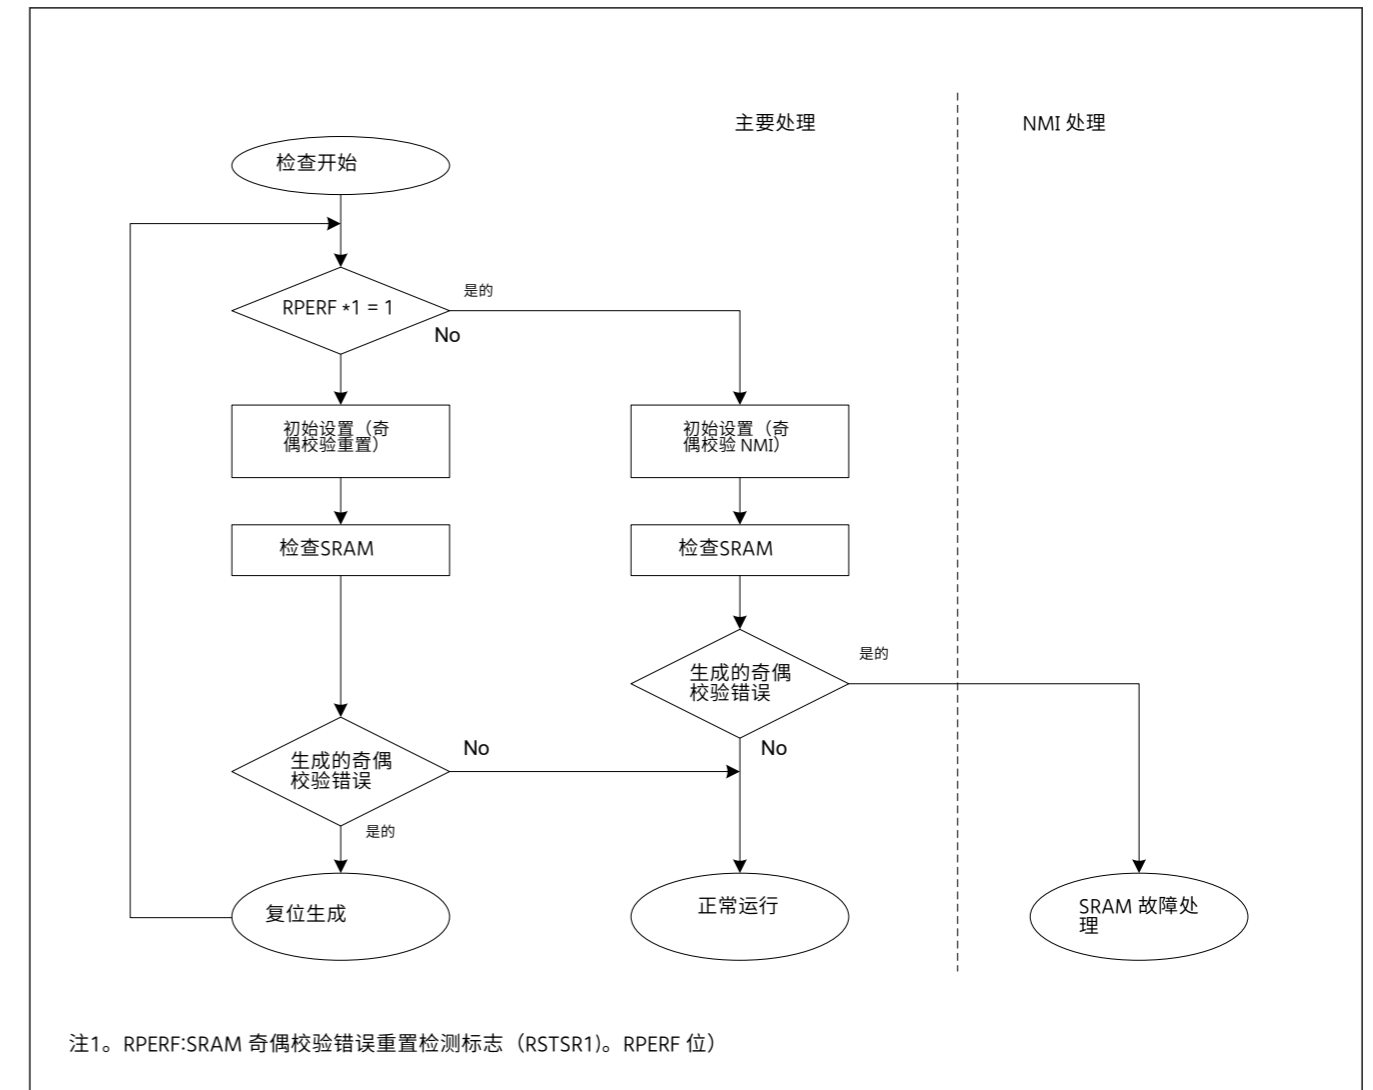 主要处理
NMI 处理
检查开始
RPERF *1 = 1
是的
No
初始设置（奇
偶校验重置）
初始设置（奇
偶校验 NMI）
检查SRAM
检查SRAM
生成的奇偶
校验错误
是的
No
生成的奇偶
校验错误
No
是的
复位生成
正常运行
SRAM 故障处
理
注1。RPERF:SRAM 奇偶校验错误重置检测标志（RSTSR1)。RPERF 位）